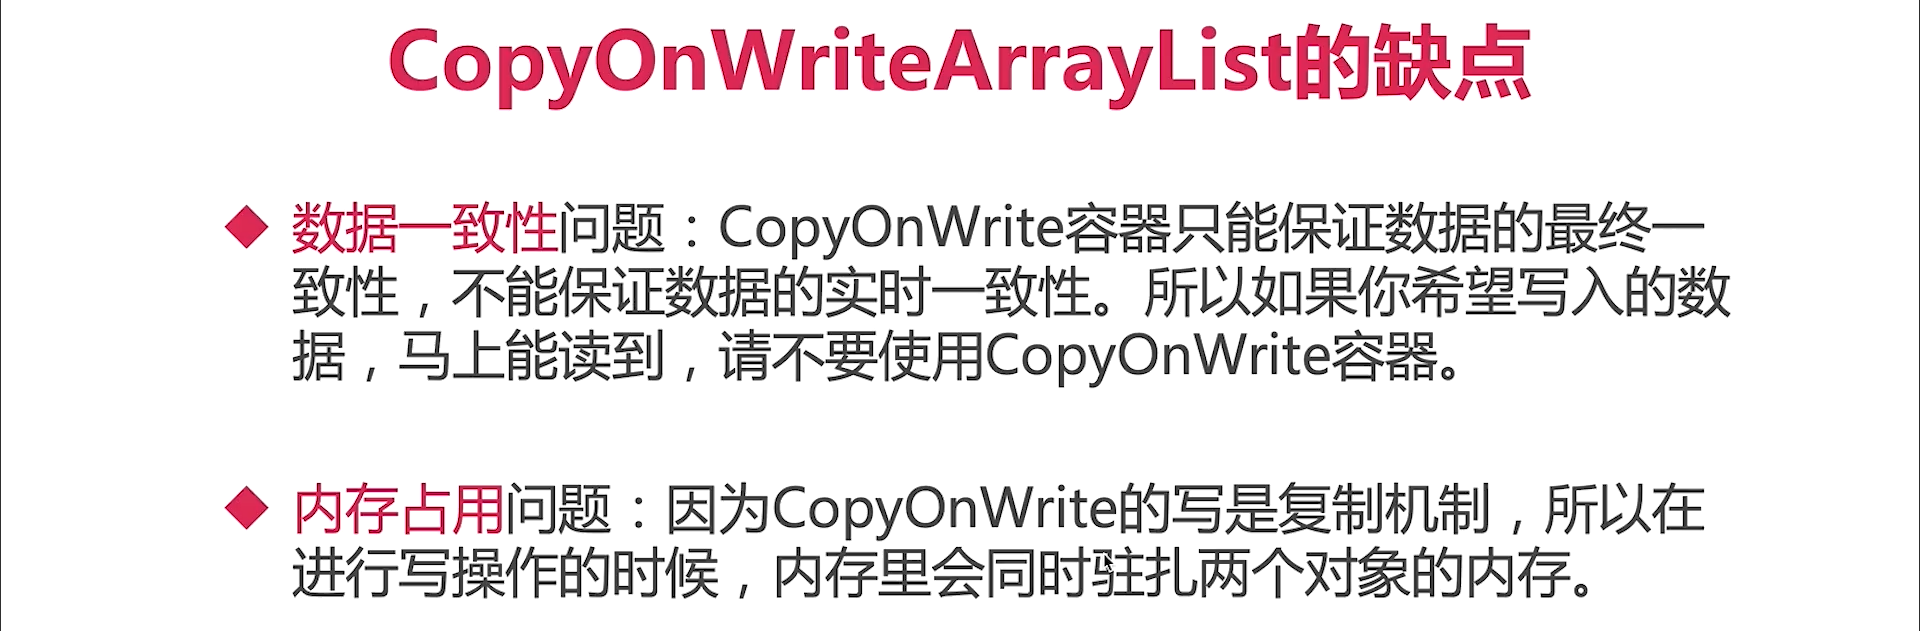 CopyOnWriteArrayList的缺点
数据一致性问题：CopyOnWrite容器只能保证数据的最终一
致性，不能保证数据的实时一致性。所以如果你希望写入的数
据，马上能读到，请不要使用CopyOnWrite容器。
内存占用问题：因为CopyOnWrite的写是复制机制，所以在
进行写操作的时候，内存里会同时驻扎两个对象的内存。